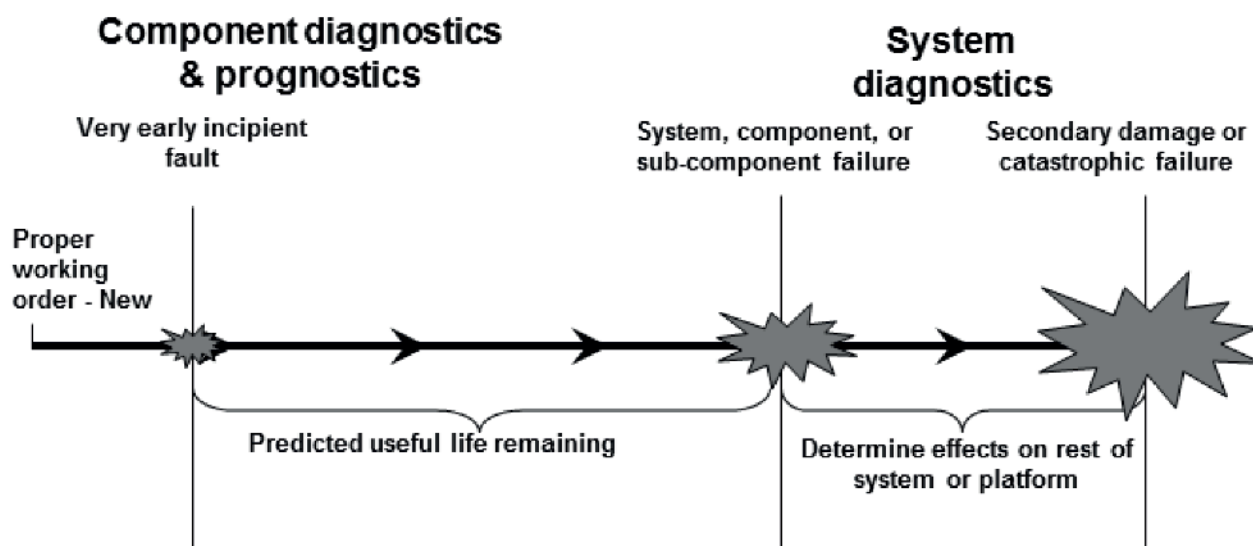 Component diagnostics
& prognostics
System
diagnostics
Very early incipient
fault
System, component, or
sub-component failure
Secondary damage or
catastrophic failure
Proper
working
order - New
Predicted useful life remaining
Determine effects on rest of
system or platform